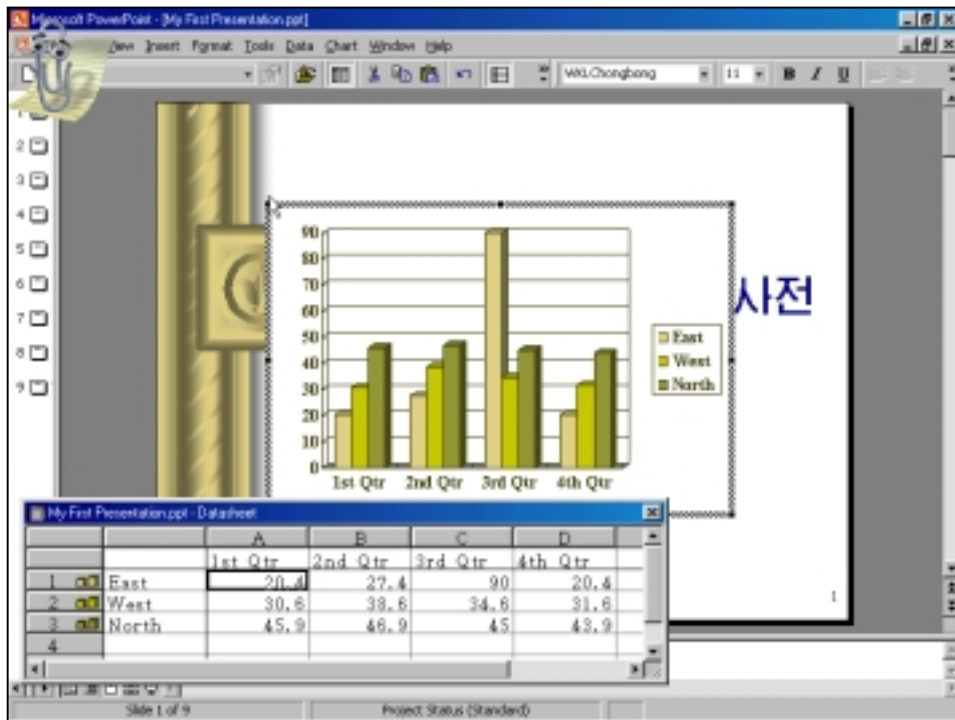 Microsoft PowerPoint - [My First Presentation.ppt]
View Insert Format Tools Data Chart Window Help
WKLChongbong 11 B I U
1
2
3
4
5
6
7
8
9
사전
90
80
70
60
50
40
30
20
10
0
1st Qtr 2nd Qtr 3rd Qtr 4th Qtr
East
West
North
1
My First Presentation.ppt - Datasheet
A B C D
1st Qtr 2nd Qtr 3rd Qtr 4th Qtr
1 East 20.4 27.4 90 20.4
2 West 30.6 38.6 34.6 31.6
3 North 45.9 46.9 45 43.9
4
Slide 1 of 9 Project Status (Standard)